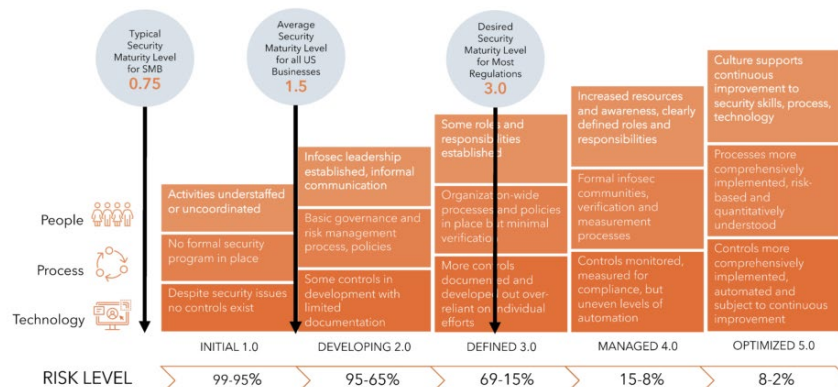 Typical
Security
Maturity Level
for SMB
0.75
Average
Security
Maturity Level
for all US
Businesses
1.5
Desired
Security
Maturity Level
for Most
Regulations
3.0
People
Process
Technology
Activities understaffed
or uncoordinated
No formal security
program in place
Despite security issues
no controls exist
INITIAL 1.0
Infosec leadership
established, informal
communication
Basic governance and
risk management
process, policies
Some controls in
development with
limited
documentation
DEVELOPING 2.0
Some roles and
responsibilities
established
Organization-wide
processes and policies
in place but minimal
verification
More controls
documented and
developed out over-
reliant on individual
efforts
DEFINED 3.0
Increased resources
and awareness, clearly
defined roles and
responsibilities
Formal infosec
communities,
verification and
measurement
processes
Controls monitored,
measured for
compliance, but
uneven levels of
automation
MANAGED 4.0
Culture supports
continuous
improvement to
security skills, process,
technology
Processes more
comprehensively
implemented, risk-
based and
quantitatively
understood
Controls more
comprehensively
implemented,
automated and
subject to continuous
improvement
OPTIMIZED 5.0
RISK LEVEL
99-95%
95-65%
69-15%
15-8%
8-2%